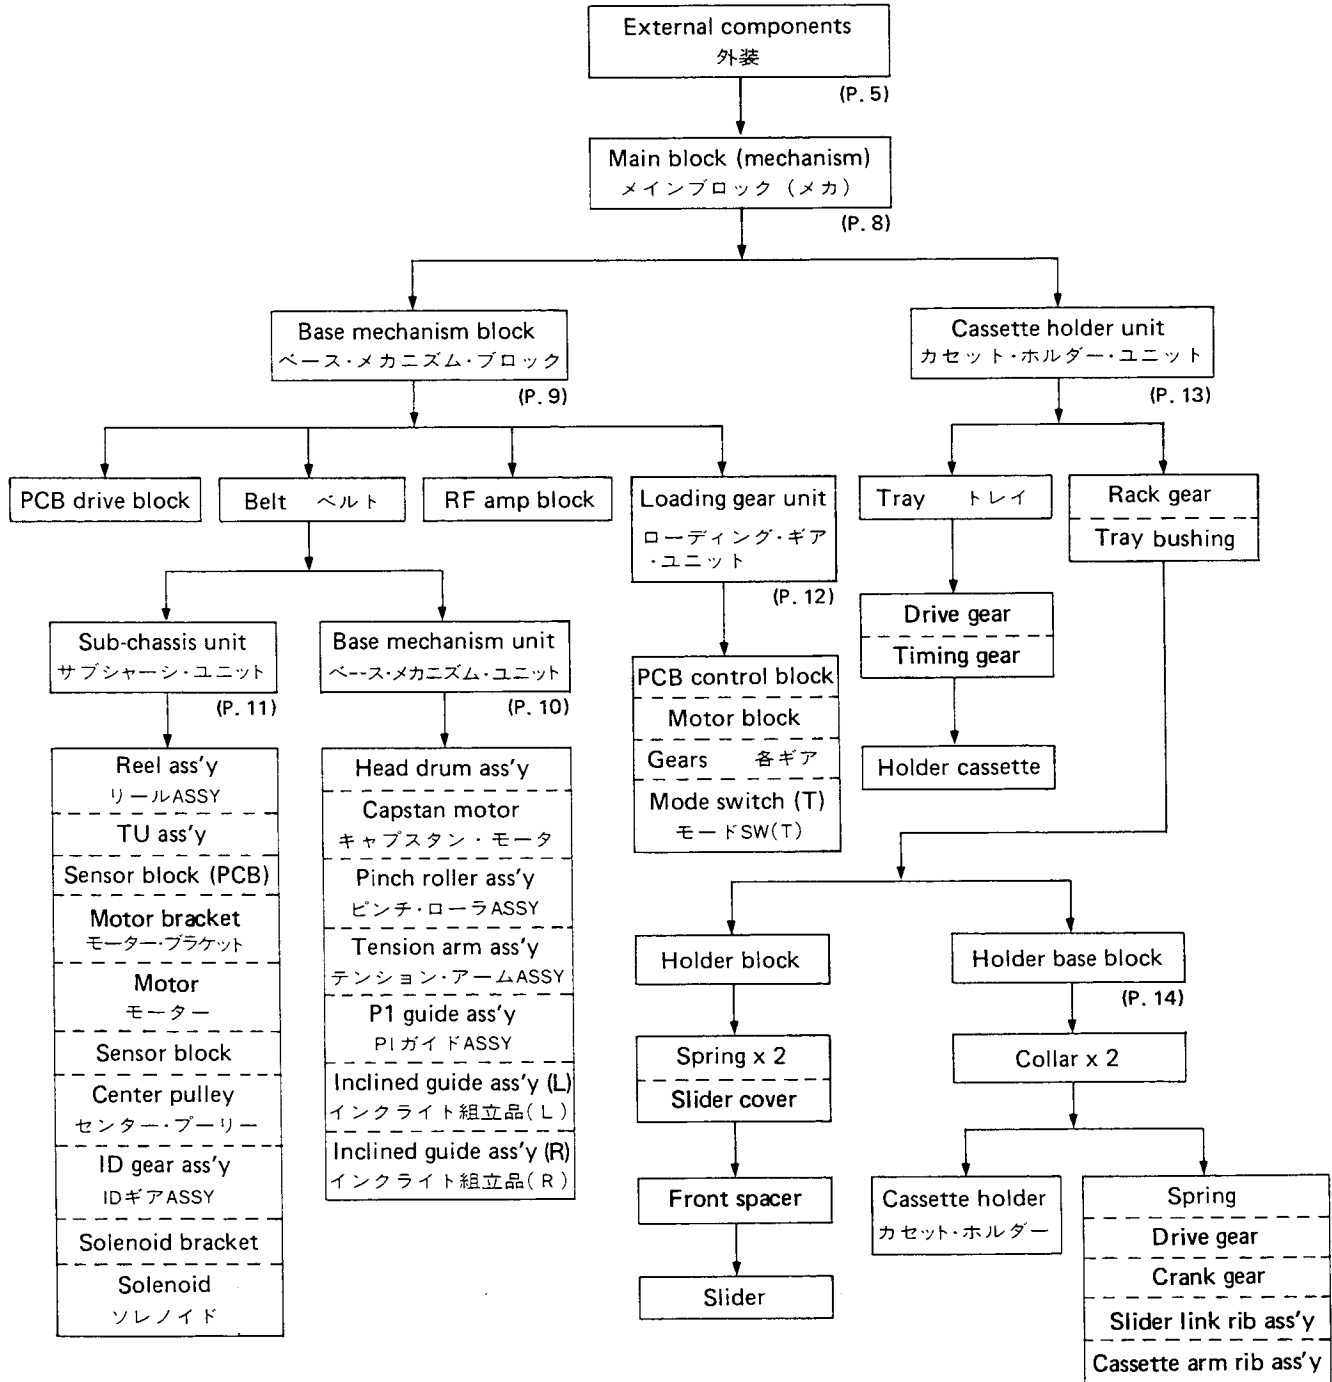 External components
外装
(P. 5)
Main block (mechanism)
メインブロック (メカ)
(P. 8)
Base mechanism block
ベース・メカニズム・ブロック
(P. 9)
Cassette holder unit
カセット・ホルダー・ユニット
(P. 13)
PCB drive block
Belt ベルト
RF amp block
Loading gear unit
ローディング・ギア
・ユニット
(P. 12)
Tray トレイ
Rack gear
Tray bushing
Sub-chassis unit
サブシャーシ・ユニット
(P. 11)
Base mechanism unit
ベース・メカニズム・ユニット
(P. 10)
PCB control block
Motor block
Gears 各ギア
Mode switch (T)
モードSW(T)
Drive gear
Timing gear
Holder cassette
Reel ass'y
リールASSY
TU ass'y
Sensor block (PCB)
Motor bracket
モーター・ブラケット
Motor
モーター
Sensor block
Center pulley
センター・プーリー
ID gear ass'y
IDギアASSY
Solenoid bracket
Solenoid
ソレノイド
Head drum ass'y
Capstan motor
キャプスタン・モータ
Pinch roller ass'y
ピンチ・ローラASSY
Tension arm ass'y
テンション・アームASSY
P1 guide ass'y
PIガイドASSY
Inclined guide ass'y (L)
インクライト組立品(L)
Inclined guide ass'y (R)
インクライト組立品(R)
Holder block
Spring x 2
Slider cover
Front spacer
Slider
Holder base block
(P. 14)
Collar x 2
Cassette holder
カセット・ホルダー
Spring
Drive gear
Crank gear
Slider link rib ass'y
Cassette arm rib ass'y